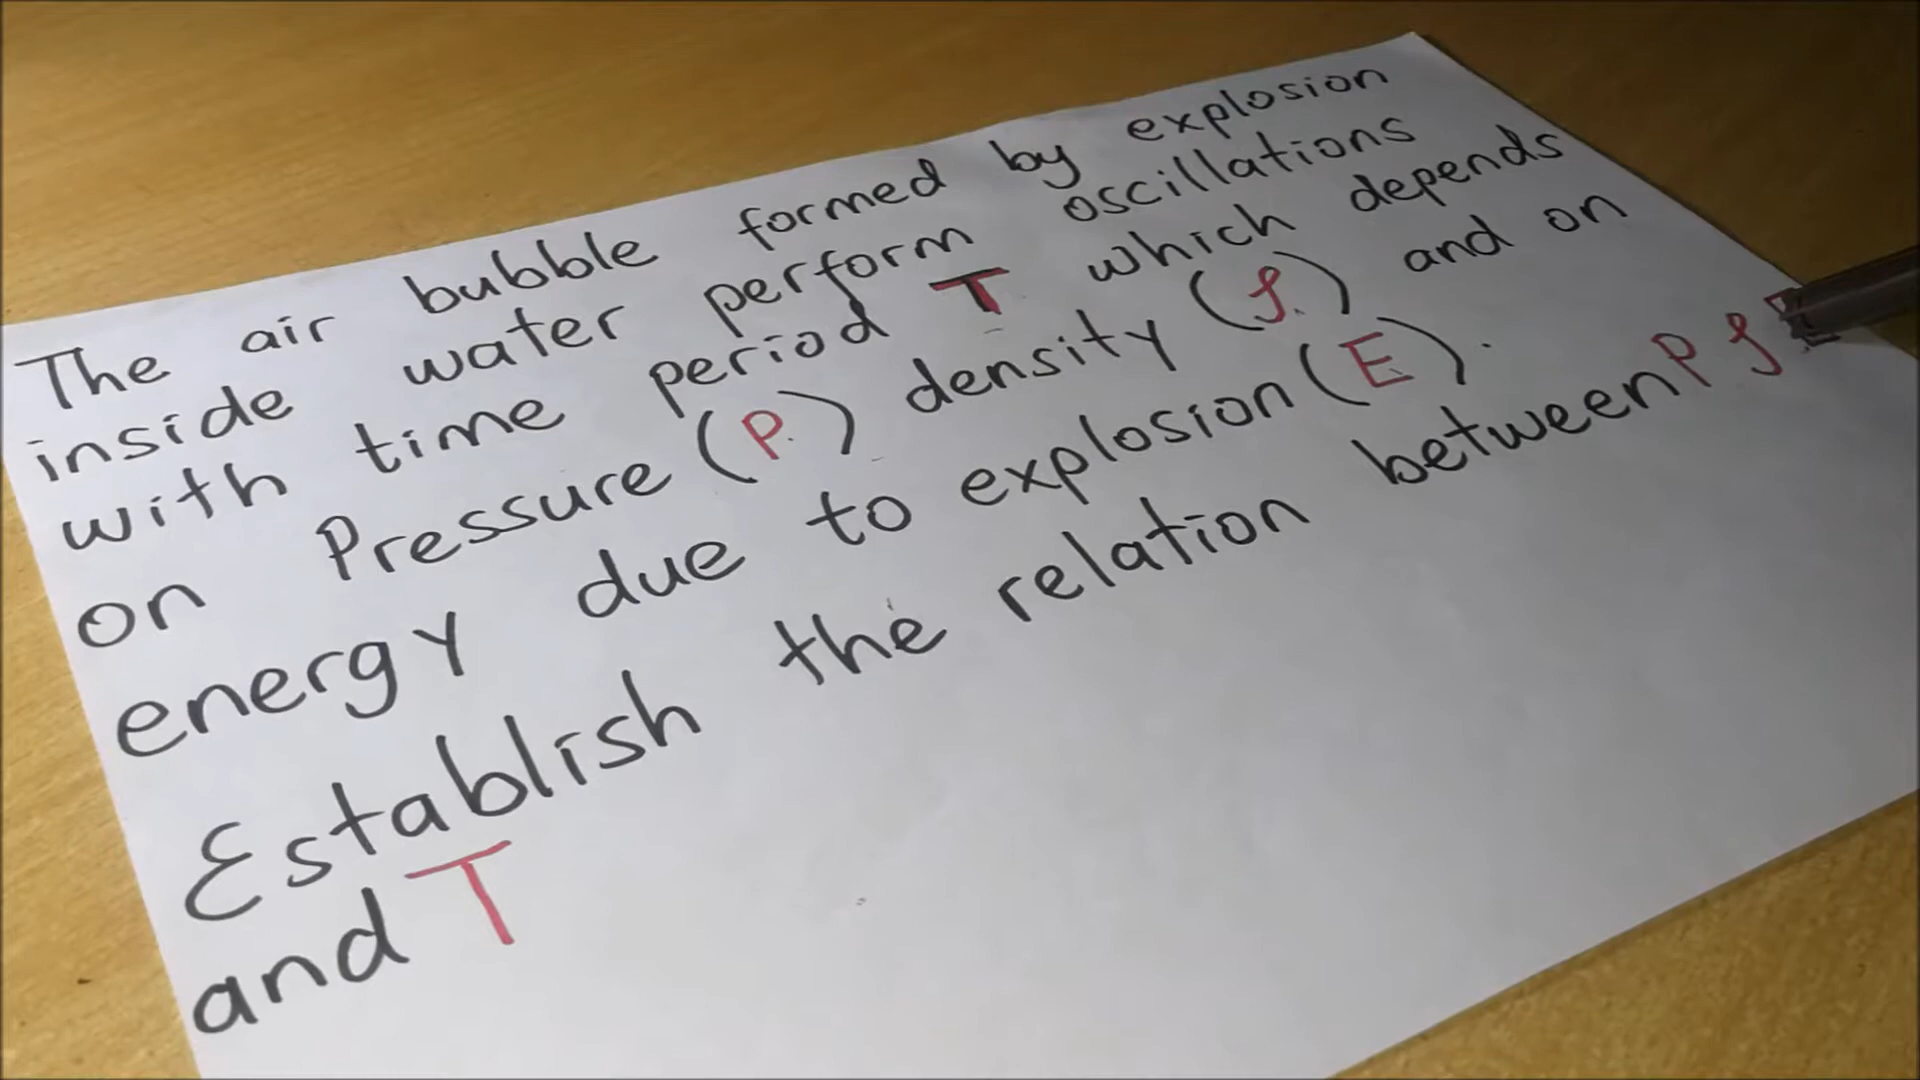 The air bubble formed by explosion
inside water perform oscillations
with time period T which depends
on Pressure (P.) density (ρ.) and on
energy due to explosion (E).
Establish the relation between P ρ
and T